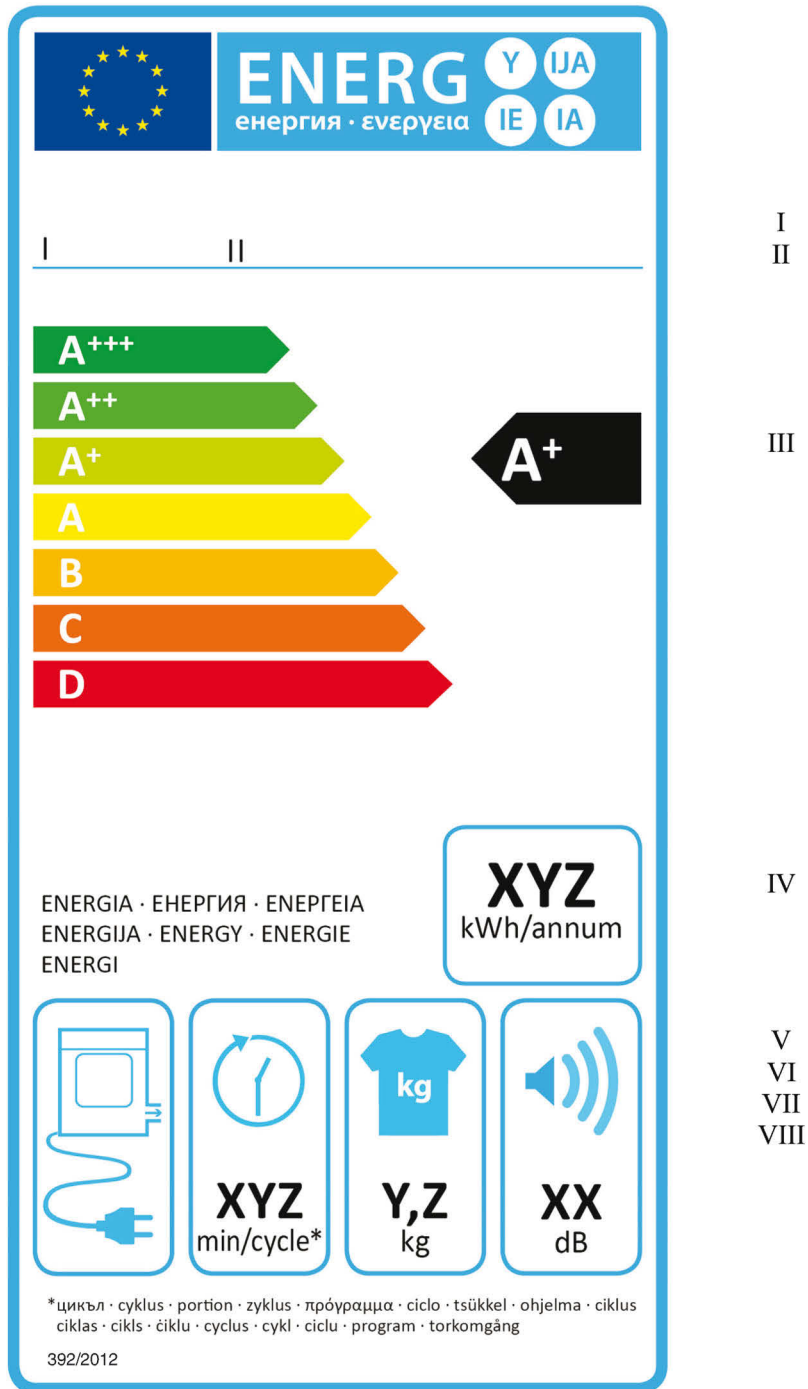 ENERG Y IJA
енергия · ενεργεια IE IA
I
I II
II
A+++
A++
A+
A+ III
A
B
C
D
XYZ IV
kWh/annum
ENERGIA · ЕНЕРГИЯ · ΕΝΕΡΓΕΙΑ
ENERGIJA · ENERGY · ENERGIE
ENERGI
V
VI
kg VII
VIII
XYZ Y,Z XX
min/cycle* kg dB
*цикъл · cyklus · portion · zyklus · πρόγραμμα · ciclo · tsükkel · ohjelma · ciklus
ciklas · cikls · ċiklu · cyclus · cykl · ciclu · program · torkomgång
392/2012